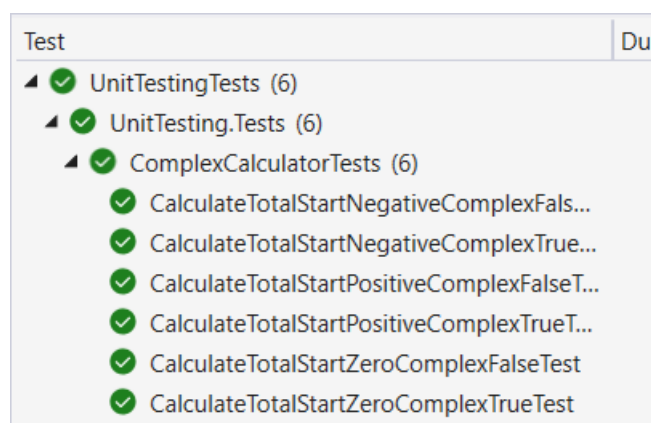 Test Du
UnitTestingTests (6)
UnitTesting.Tests (6)
ComplexCalculatorTests (6)
CalculateTotalStartNegativeComplexFals...
CalculateTotalStartNegativeComplexTrue...
CalculateTotalStartPositiveComplexFalseT...
CalculateTotalStartPositiveComplexTrueT...
CalculateTotalStartZeroComplexFalseTest
CalculateTotalStartZeroComplexTrueTest